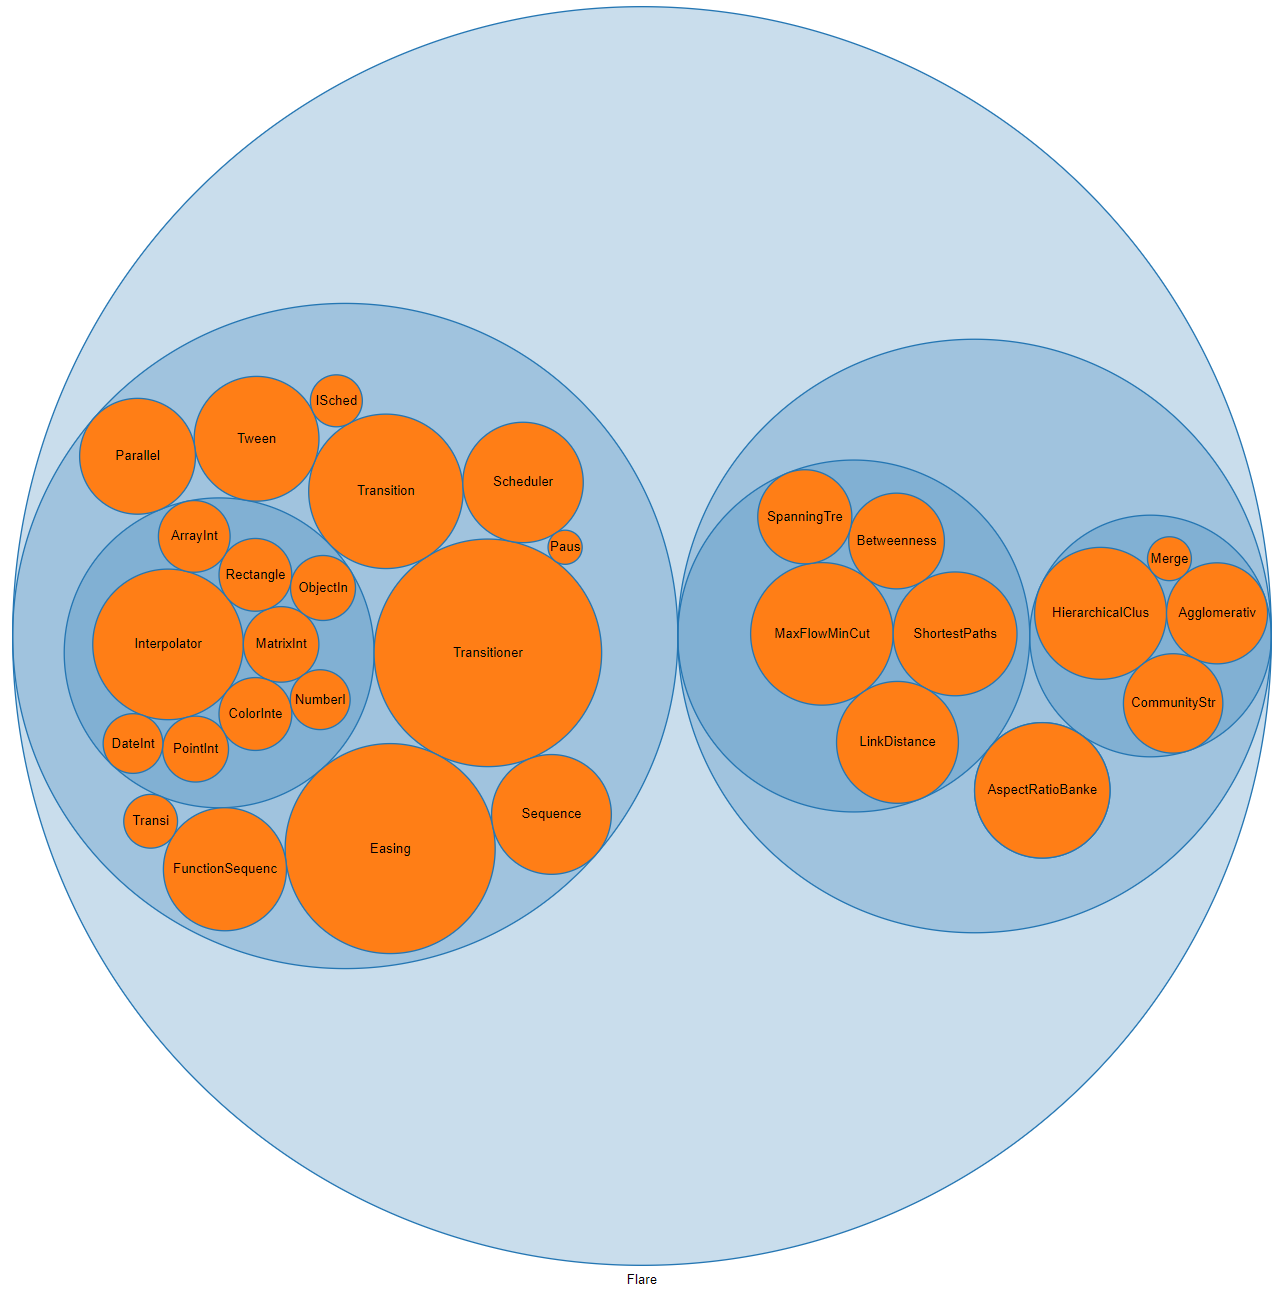 ISched
Tween
Parallel
Transition
Scheduler
ArrayInt
Paus
Rectangle
ObjectIn
Interpolator
MatrixInt
Transitioner
NumberI
ColorInte
DateInt
PointInt
Transi
Sequence
Easing
FunctionSequenc
SpanningTre
Betweenness
MaxFlowMinCut
ShortestPaths
LinkDistance
Merge
HierarchicalClus
Agglomerativ
CommunityStr
AspectRatioBanke
Flare